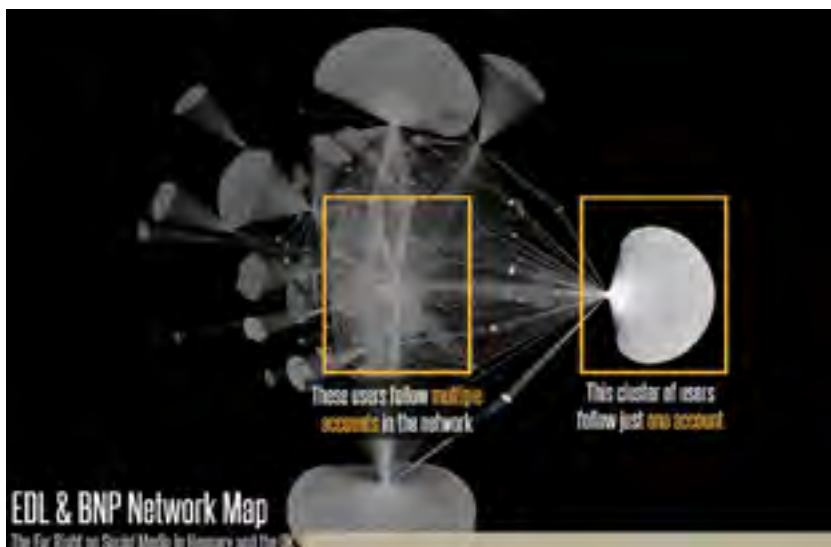 These users follow multiple
accounts in the network
This cluster of users
follow just one account
EDL & BNP Network Map
The Far Right on Social Media in Hungary and the